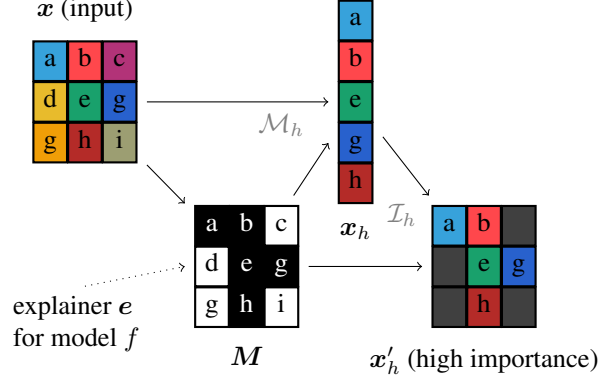 x (input)
a b c
d e g
g h i
a
b
e
g
h
M_h
x_h
I_h
a b c
d e g
g h i
M
explainer e
for model f
a b
e g
h
x'_h (high importance)